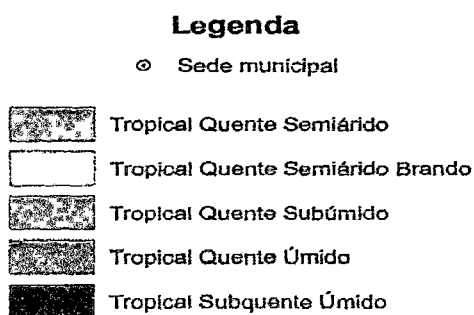 Legenda
Sede municipal
Tropical Quente Semiárido
Tropical Quente Semiárido Brando
Tropical Quente Subúmido
Tropical Quente Úmido
Tropical Subquente Úmido